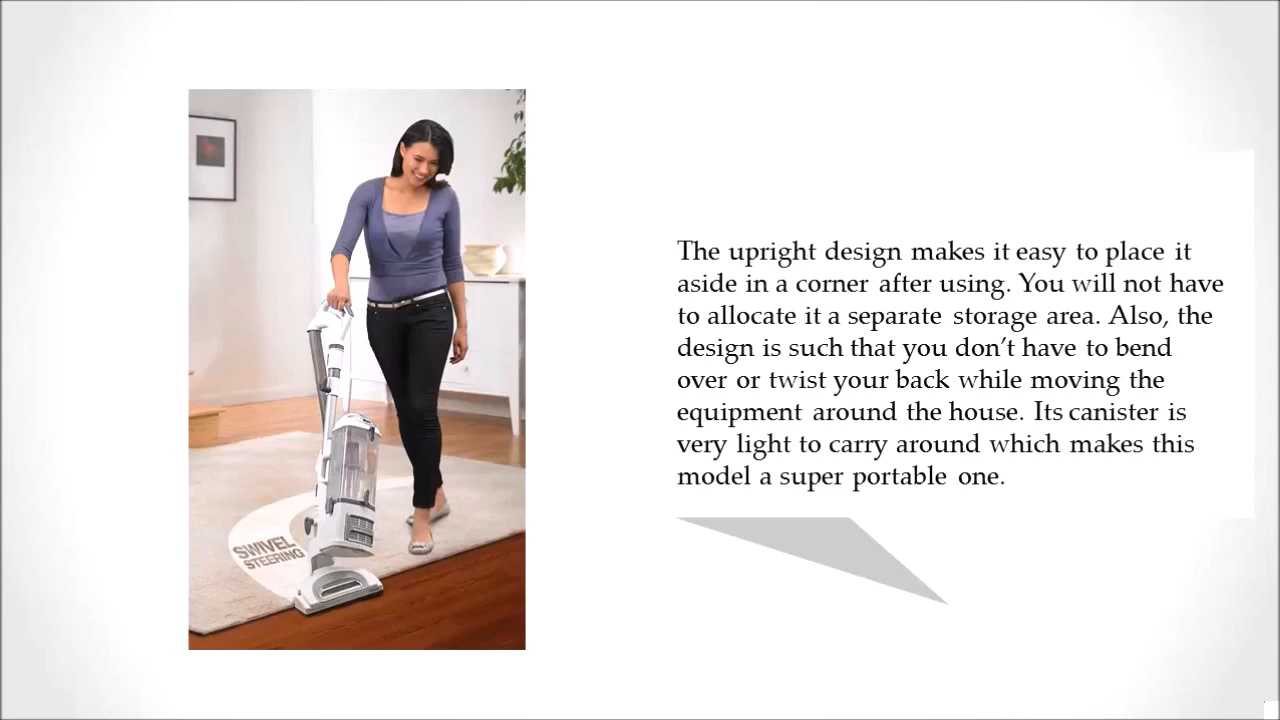 SWIVEL
STEERING
The upright design makes it easy to place it
aside in a corner after using. You will not have
to allocate it a separate storage area. Also, the
design is such that you don't have to bend
over or twist your back while moving the
equipment around the house. Its canister is
very light to carry around which makes this
model a super portable one.